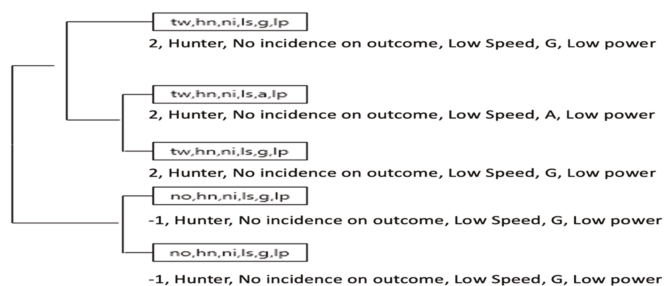 tw,hn,ni,ls,g,lp
2, Hunter, No incidence on outcome, Low Speed, G, Low power
tw,hn,ni,ls,a,lp
2, Hunter, No incidence on outcome, Low Speed, A, Low power
tw,hn,ni,ls,g,lp
2, Hunter, No incidence on outcome, Low Speed, G, Low power
no,hn,ni,ls,g,lp
-1, Hunter, No incidence on outcome, Low Speed, G, Low power
no,hn,ni,ls,g,lp
-1, Hunter, No incidence on outcome, Low Speed, G, Low power